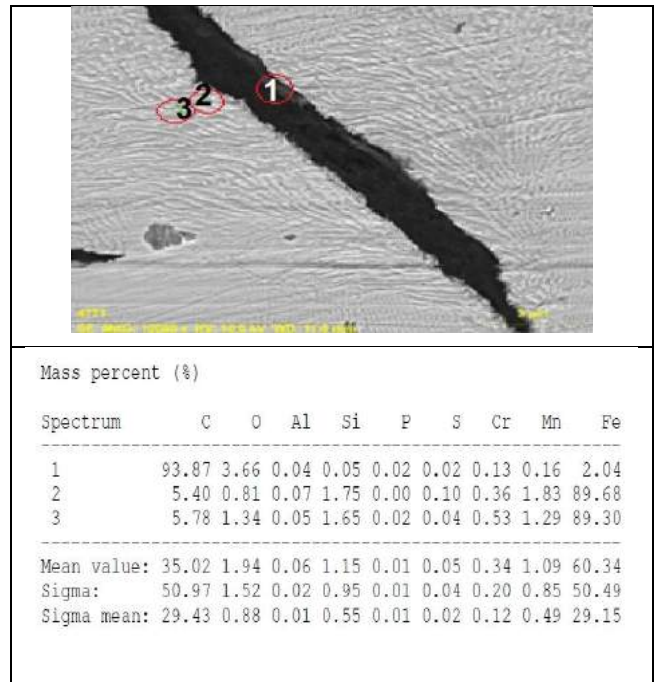 1
2
3
4771
Mass percent (%)
Spectrum C O Al Si P S Cr Mn Fe
1 93.87 3.66 0.04 0.05 0.02 0.02 0.13 0.16 2.04
2 5.40 0.81 0.07 1.75 0.00 0.10 0.36 1.83 89.68
3 5.78 1.34 0.05 1.65 0.02 0.04 0.53 1.29 89.30
Mean value: 35.02 1.94 0.06 1.15 0.01 0.05 0.34 1.09 60.34
Sigma: 50.97 1.52 0.02 0.95 0.01 0.04 0.20 0.85 50.49
Sigma mean: 29.43 0.88 0.01 0.55 0.01 0.02 0.12 0.49 29.15